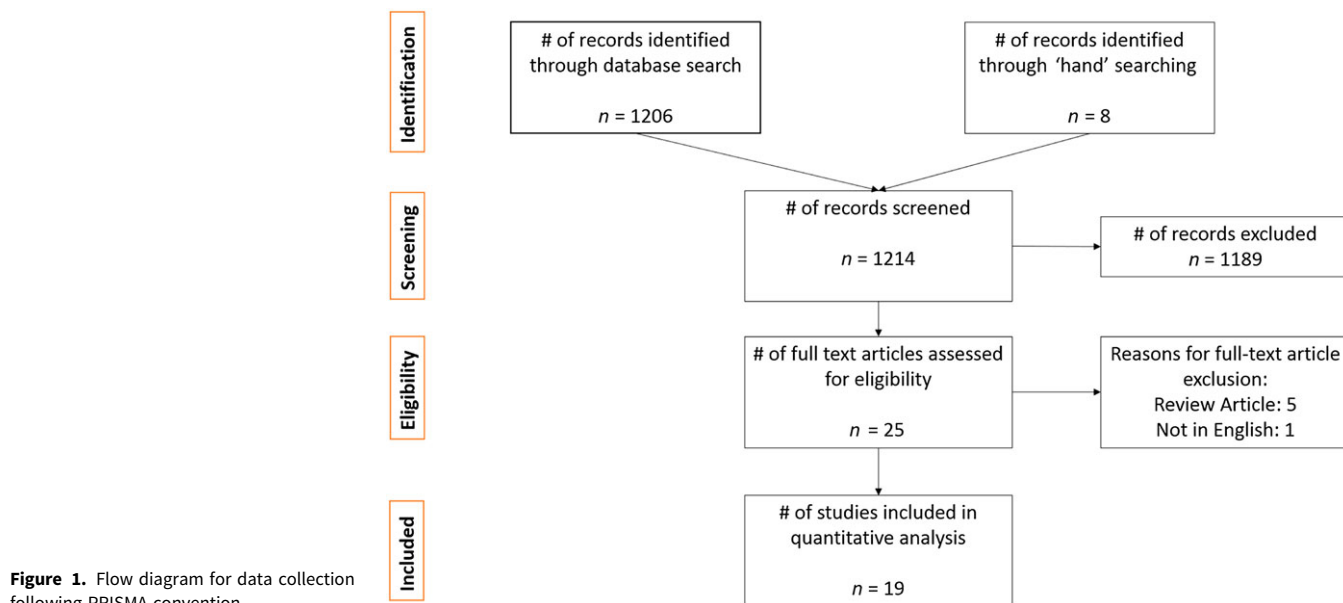 Identification
# of records identified
through database search
n = 1206
# of records identified
through ‘hand’ searching
n = 8
Screening
# of records screened
n = 1214
# of records excluded
n = 1189
Eligibility
# of full text articles assessed
for eligibility
n = 25
Reasons for full-text article
exclusion:
Review Article: 5
Not in English: 1
Included
# of studies included in
quantitative analysis
n = 19
Figure 1. Flow diagram for data collection
following PRISMA convention